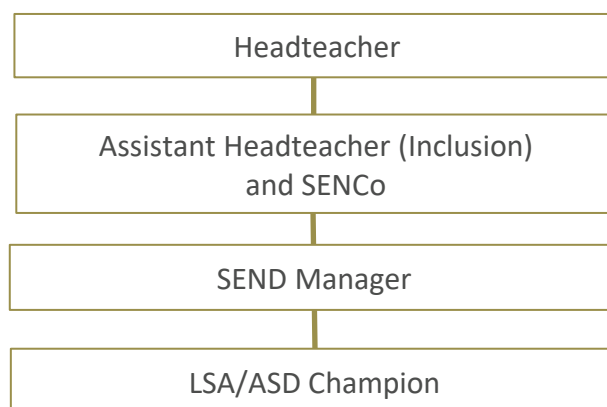 Headteacher
Assistant Headteacher (Inclusion)
and SENCo
SEND Manager
LSA/ASD Champion